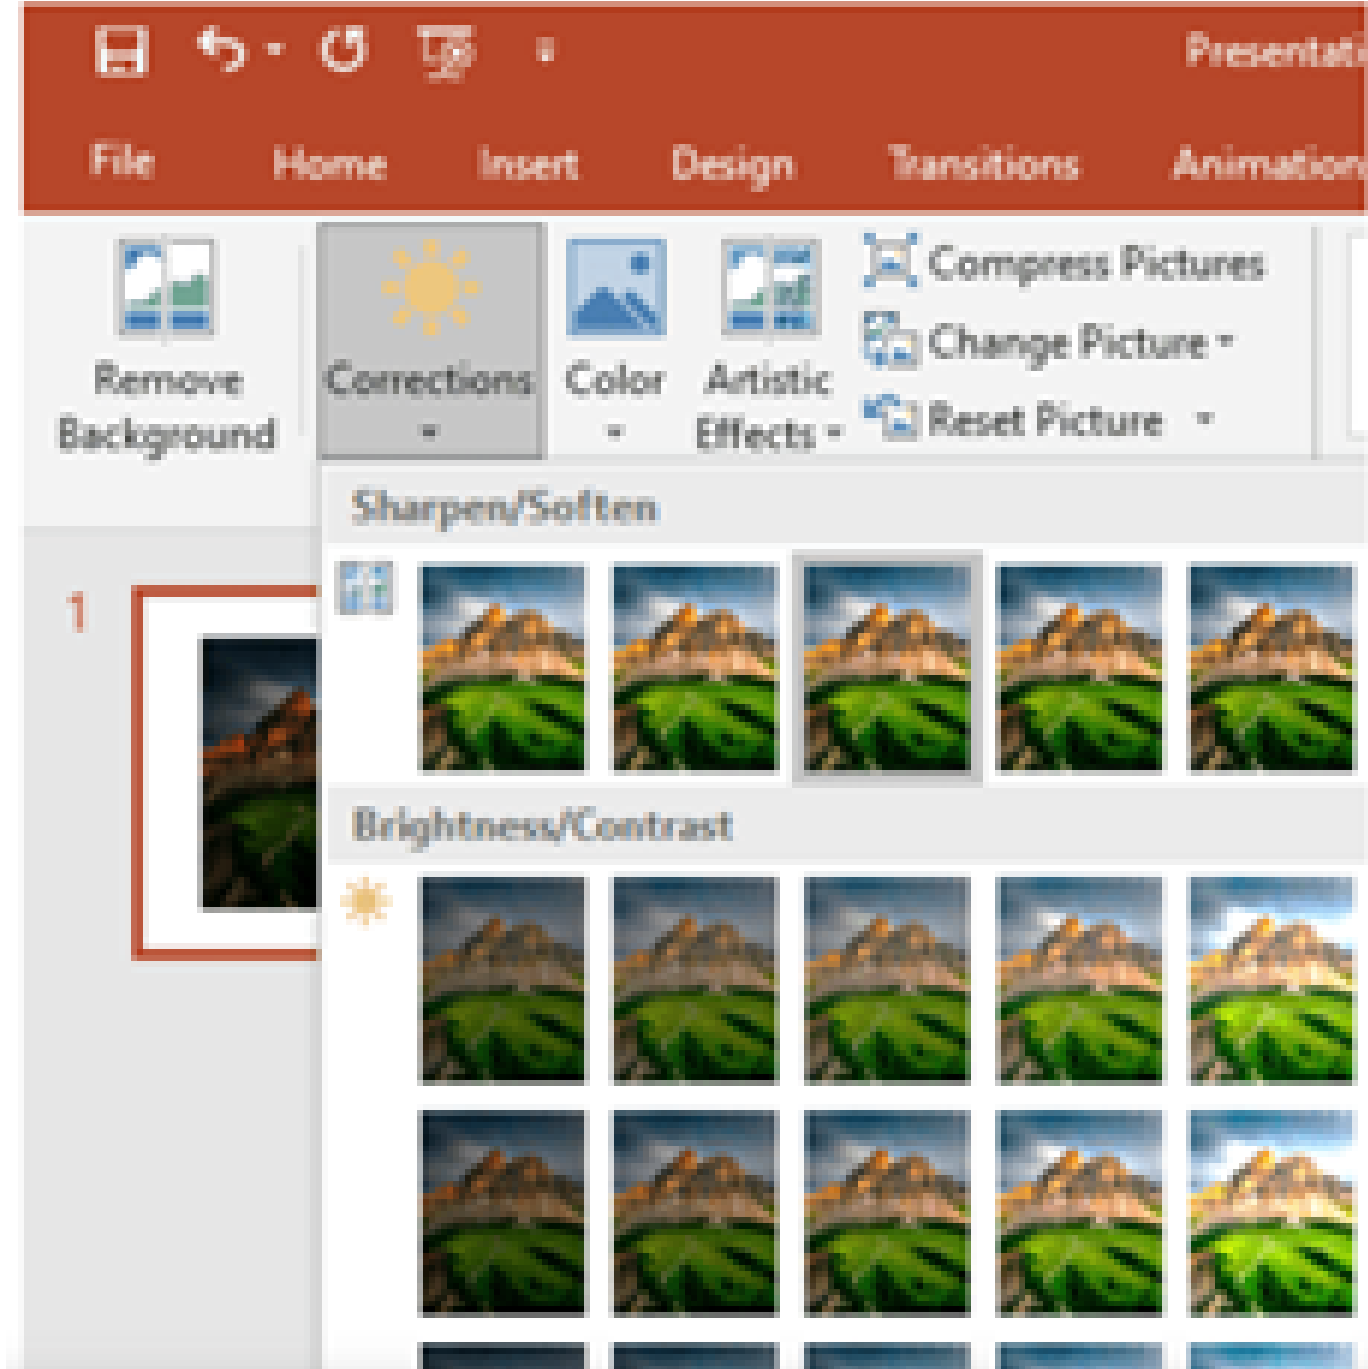 Presentati
File Home Insert Design Transitions Animation
Remove Background
Corrections
Color
Artistic Effects
Compress Pictures
Change Picture
Reset Picture
Sharpen/Soften
1
Brightness/Contrast